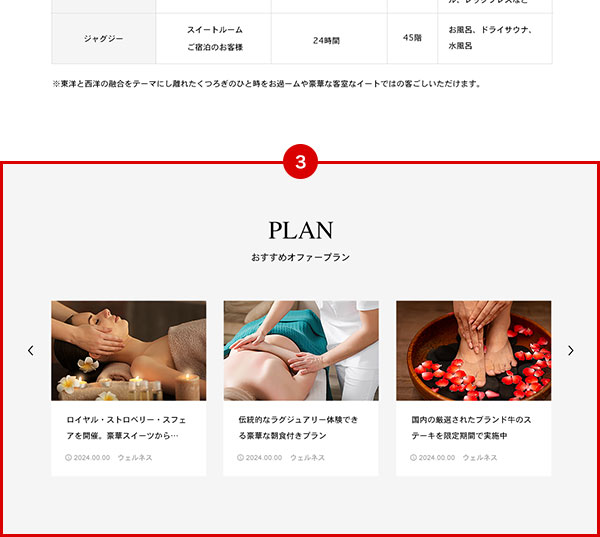 ジャグジー
スイートルーム
ご宿泊のお客様
24時間
45階
お風呂、ドライサウナ、
水風呂
※東洋と西洋の融合をテーマにし離れたくつろぎのひと時をお過ームや豪華な客室なイートではの客ごしいただけます。
3
PLAN
おすすめオファープラン
ロイヤル・ストロベリー・スフェ
アを開催。豪華スイーツから…
2024.00.00 ウェルネス
伝統的なラグジュアリー体験でき
る豪華な朝食付きプラン
2024.00.00 ウェルネス
国内の厳選されたブランド牛のス
テーキを限定期間で実施中
2024.00.00 ウェルネス